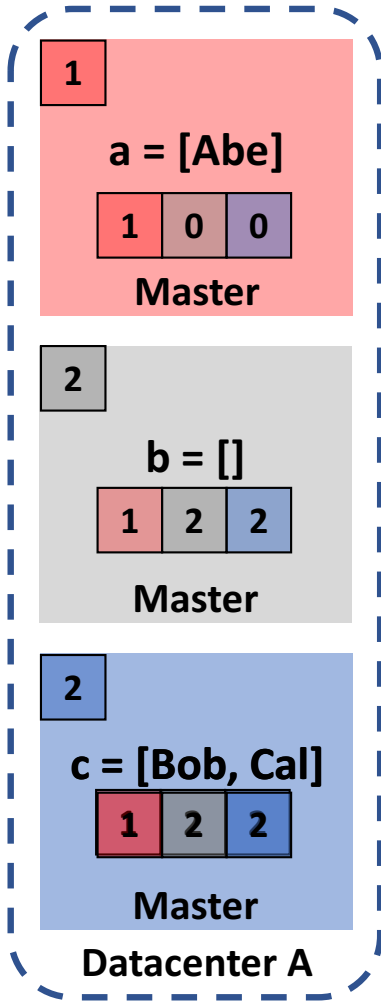 1
a = [Abe]
1 0 0
Master
2
b = []
1 2 2
Master
2
c = [Bob, Cal]
1 2 2
Master
Datacenter A